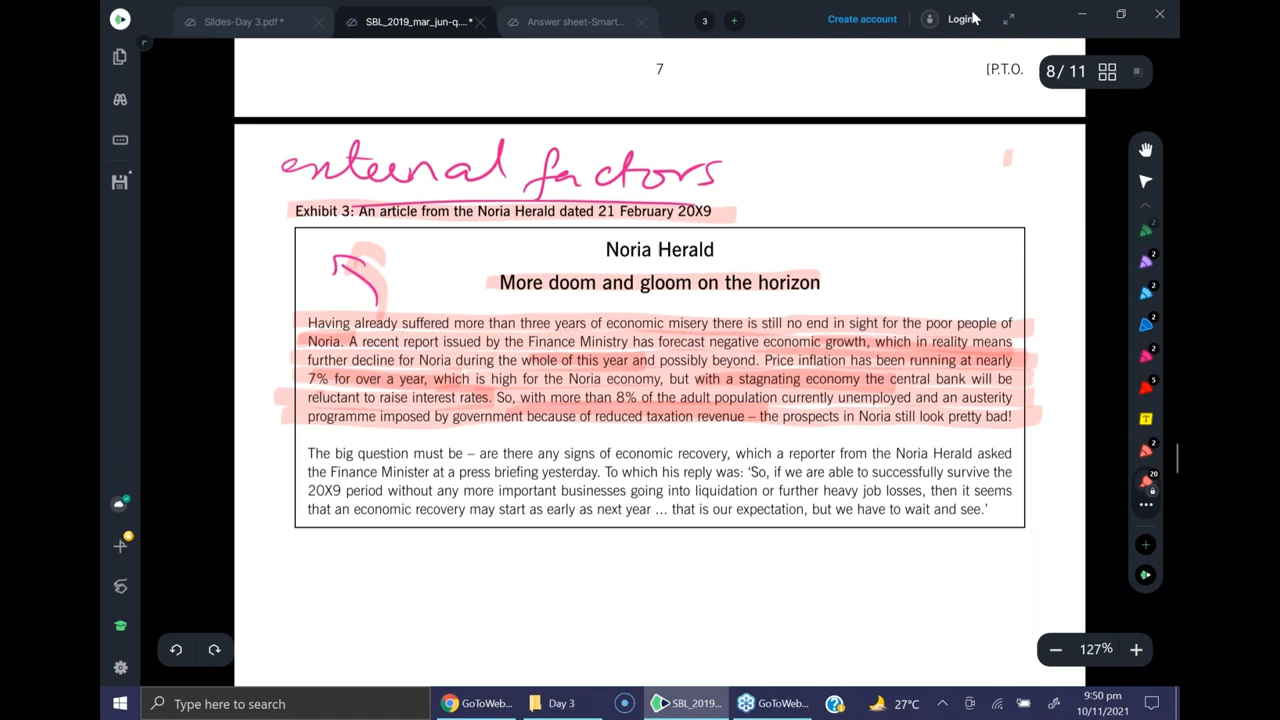 Slides-Day 3.pdf *
SBL_2019_mar_jun-q....*
Answer sheet-Smart...
3
Create account
Login
7
[P.T.O.
8 / 11
external factors
Exhibit 3: An article from the Noria Herald dated 21 February 20X9
Noria Herald
More doom and gloom on the horizon
Having already suffered more than three years of economic misery there is still no end in sight for the poor people of
Noria. A recent report issued by the Finance Ministry has forecast negative economic growth, which in reality means
further decline for Noria during the whole of this year and possibly beyond. Price inflation has been running at nearly
7% for over a year, which is high for the Noria economy, but with a stagnating economy the central bank will be
reluctant to raise interest rates. So, with more than 8% of the adult population currently unemployed and an austerity
programme imposed by government because of reduced taxation revenue – the prospects in Noria still look pretty bad!
The big question must be – are there any signs of economic recovery, which a reporter from the Noria Herald asked
the Finance Minister at a press briefing yesterday. To which his reply was: ‘So, if we are able to successfully survive the
20X9 period without any more important businesses going into liquidation or further heavy job losses, then it seems
that an economic recovery may start as early as next year ... that is our expectation, but we have to wait and see.’
2
2
2
2
2
5
T
2
20
127%
Type here to search
GoToWeb...
Day 3
SBL_2019...
GoToWeb...
27°C
9:50 pm
10/11/2021